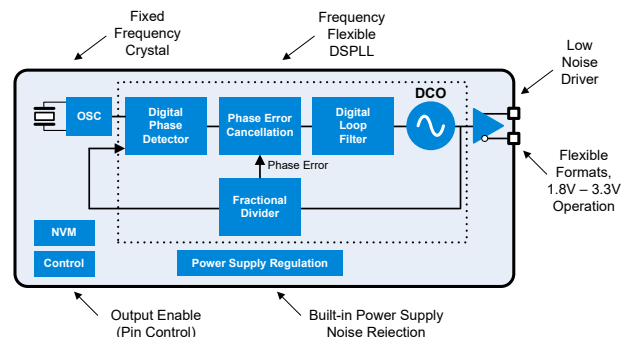 Fixed
Frequency
Crystal
Frequency
Flexible
DSPLL
Low
Noise
Driver
OSC
Digital
Phase
Detector
Phase Error
Cancellation
Digital
Loop
Filter
DCO
Phase Error
Fractional
Divider
Flexible
Formats,
1.8V – 3.3V
Operation
NVM
Control
Power Supply Regulation
Output Enable
(Pin Control)
Built-in Power Supply
Noise Rejection